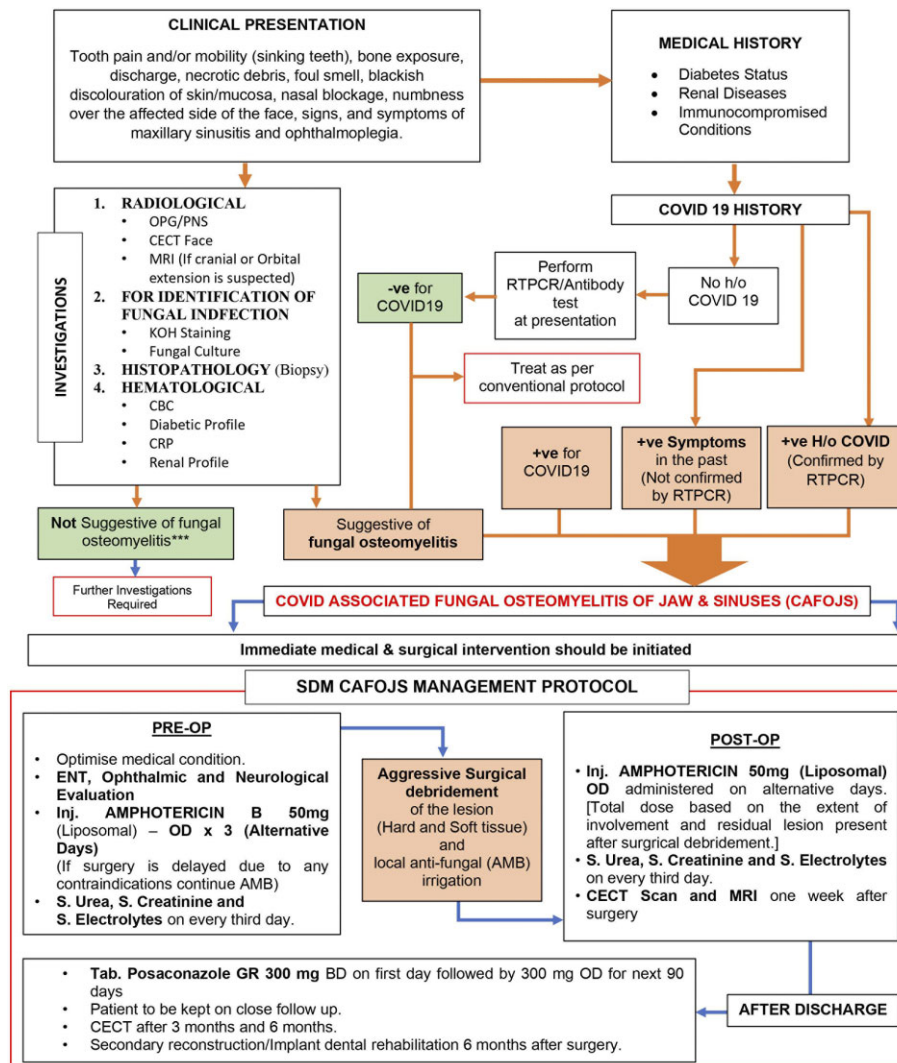 CLINICAL PRESENTATION
Tooth pain and/or mobility (sinking teeth), bone exposure,
discharge, necrotic debris, foul smell, blackish
discolouration of skin/mucosa, nasal blockage, numbness
over the affected side of the face, signs, and symptoms of
maxillary sinusitis and ophthalmoplegia.
MEDICAL HISTORY
• Diabetes Status
• Renal Diseases
• Immunocompromised
Conditions
INVESTIGATIONS
1. RADIOLOGICAL
• OPG/PNS
• CECT Face
• MRI (If cranial or Orbital
extension is suspected)
2. FOR IDENTIFICATION OF
FUNGAL INDFECTION
• KOH Staining
• Fungal Culture
3. HISTOPATHOLOGY (Biopsy)
4. HEMATOLOGICAL
• CBC
• Diabetic Profile
• CRP
• Renal Profile
COVID 19 HISTORY
No h/o
COVID 19
Perform
RTPCR/Antibody
test
at presentation
-ve for
COVID19
Treat as per
conventional protocol
+ve for
COVID19
+ve Symptoms
in the past
(Not confirmed
by RTPCR)
+ve H/o COVID
(Confirmed by
RTPCR)
Not Suggestive of fungal
osteomyelitis***
Suggestive of
fungal osteomyelitis
Further Investigations
Required
COVID ASSOCIATED FUNGAL OSTEOMYELITIS OF JAW & SINUSES (CAFOJS)
Immediate medical & surgical intervention should be initiated
SDM CAFOJS MANAGEMENT PROTOCOL
PRE-OP
• Optimise medical condition.
• ENT, Ophthalmic and Neurological
Evaluation
• Inj. AMPHOTERICIN B 50mg
(Liposomal) – OD x 3 (Alternative
Days)
(If surgery is delayed due to any
contraindications continue AMB)
• S. Urea, S. Creatinine and
S. Electrolytes on every third day.
Aggressive Surgical
debridement
of the lesion
(Hard and Soft tissue)
and
local anti-fungal (AMB)
irrigation
POST-OP
• Inj. AMPHOTERICIN 50mg (Liposomal)
OD administered on alternative days.
[Total dose based on the extent of
involvement and residual lesion present
after surgrical debridement.]
• S. Urea, S. Creatinine and S. Electrolytes
on every third day.
• CECT Scan and MRI one week after
surgery
AFTER DISCHARGE
• Tab. Posaconazole GR 300 mg BD on first day followed by 300 mg OD for next 90
days
• Patient to be kept on close follow up.
• CECT after 3 months and 6 months.
• Secondary reconstruction/Implant dental rehabilitation 6 months after surgery.